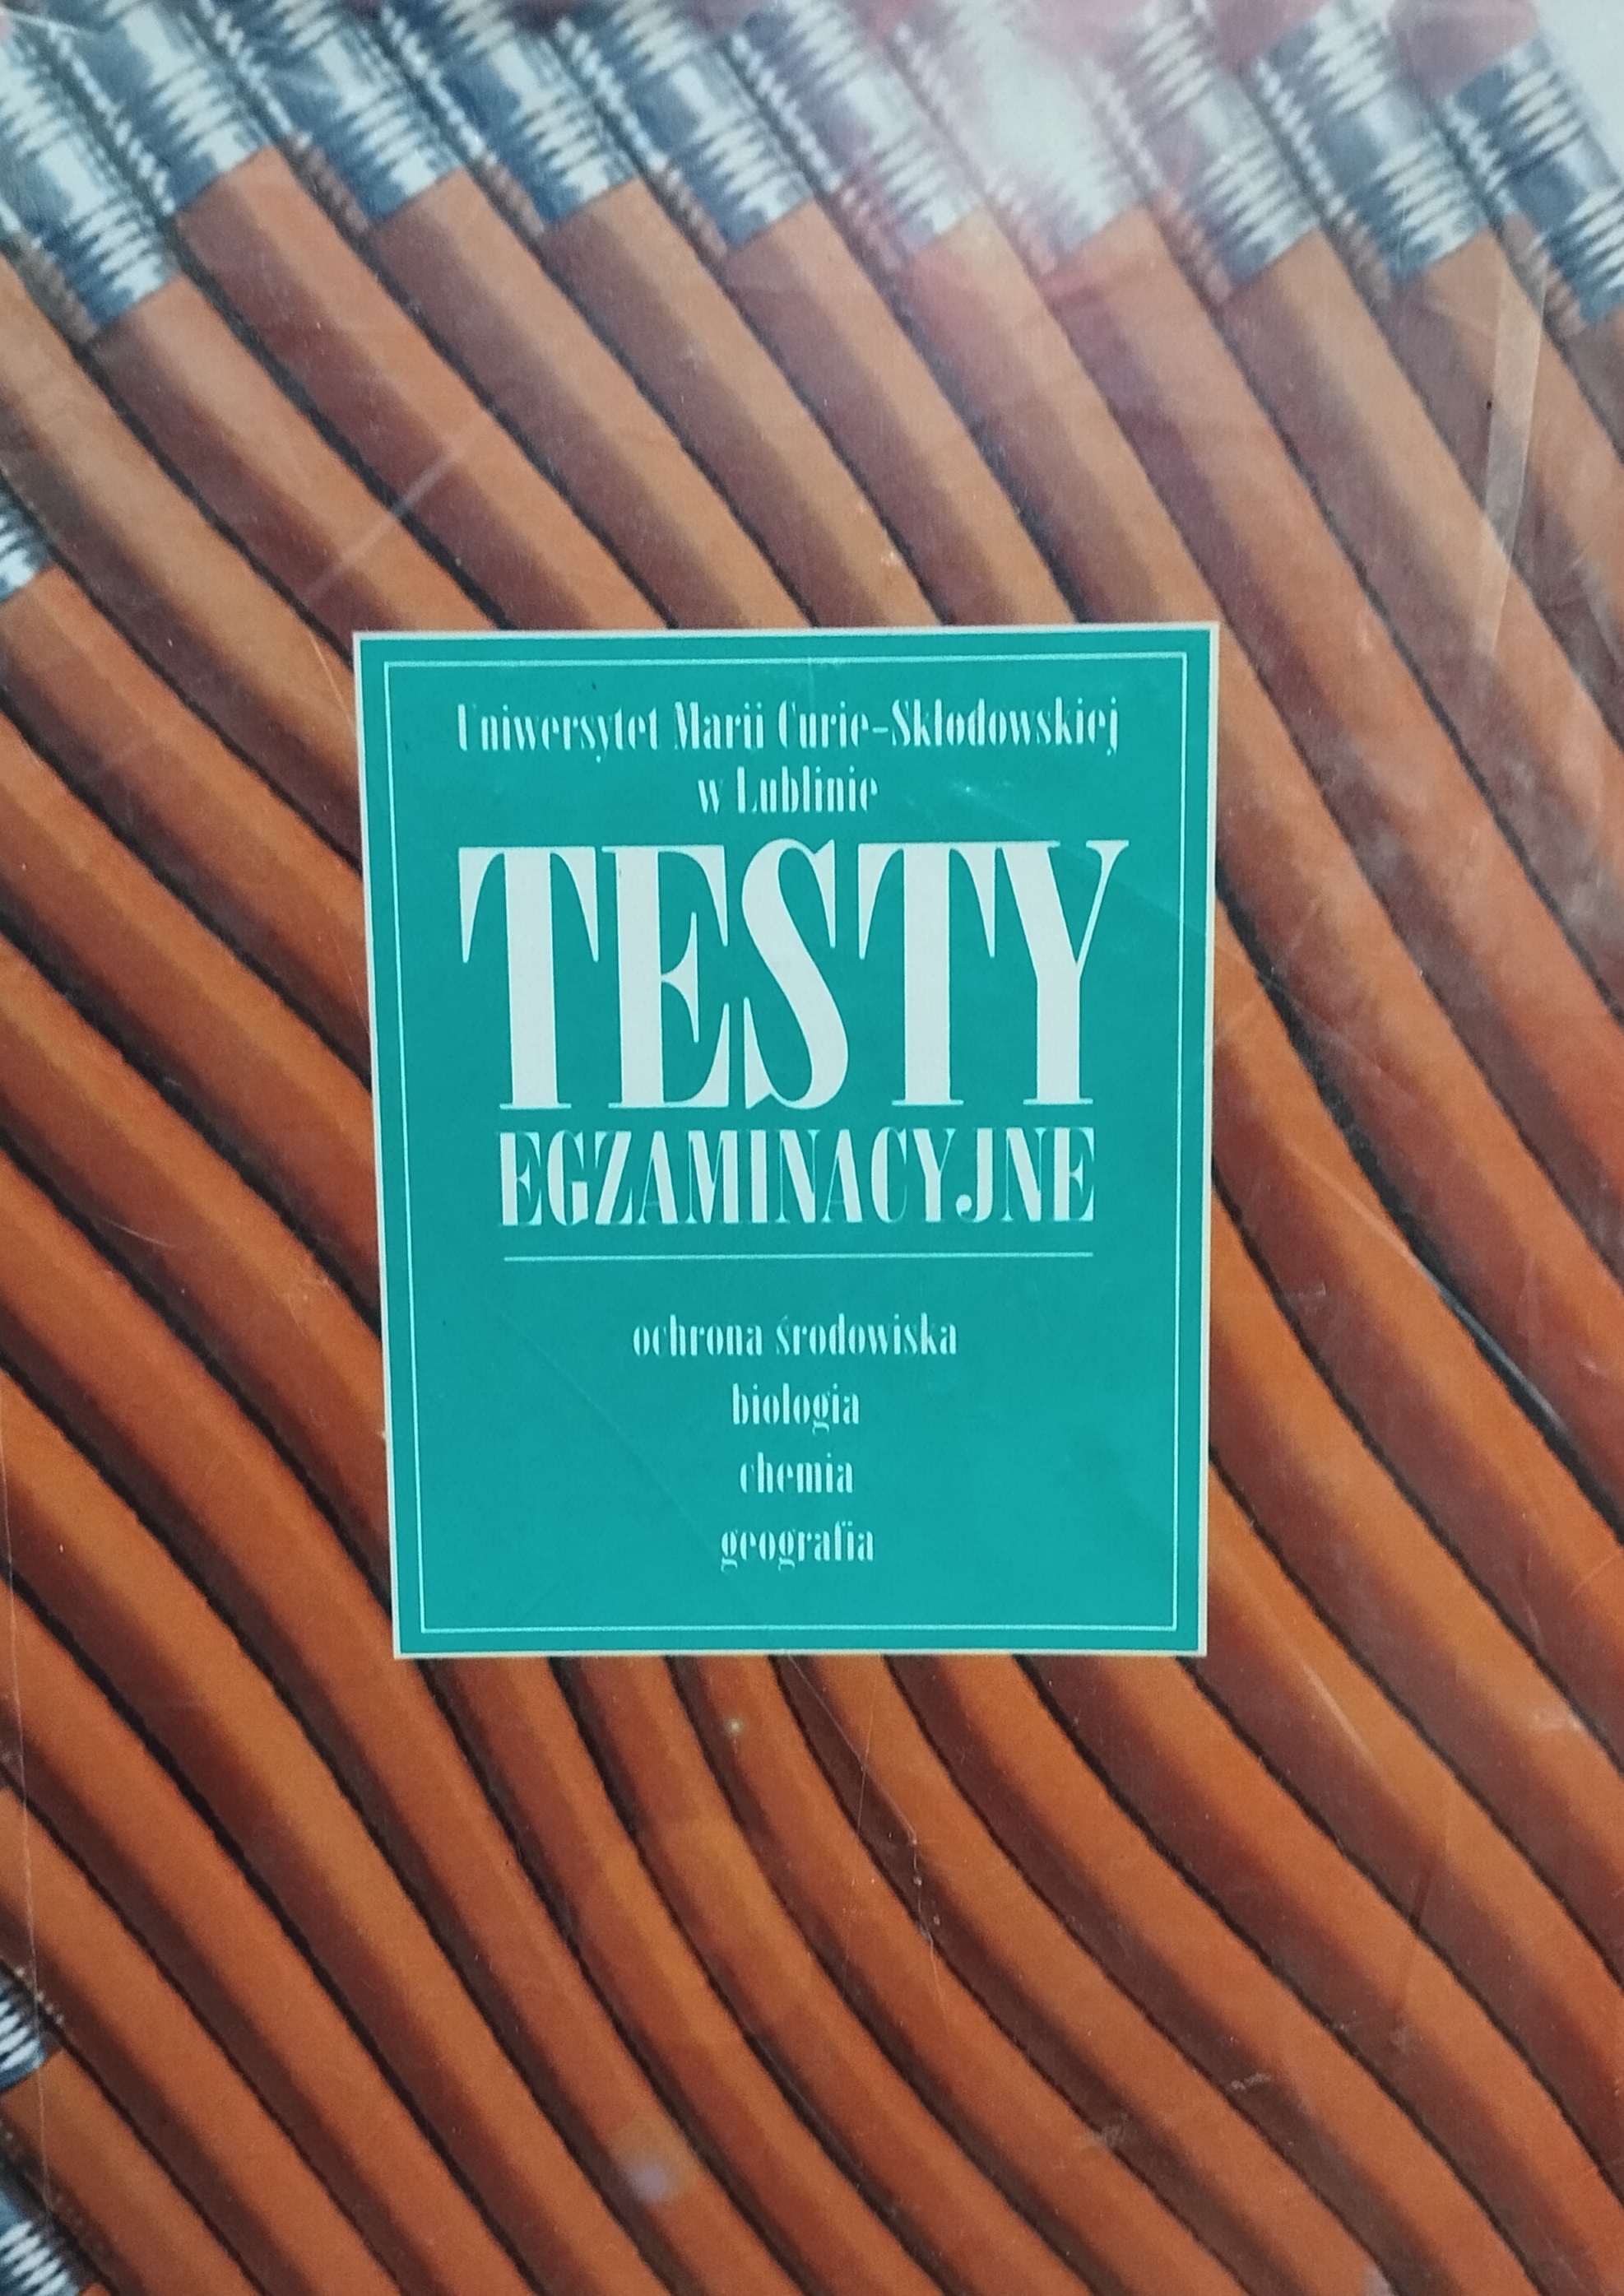 Uniwersytet Marii Curie-Skłodowskiej
w Lublinie
TESTY
EGZAMINACYJNE
ochrona środowiska
biologia
chemia
geografia